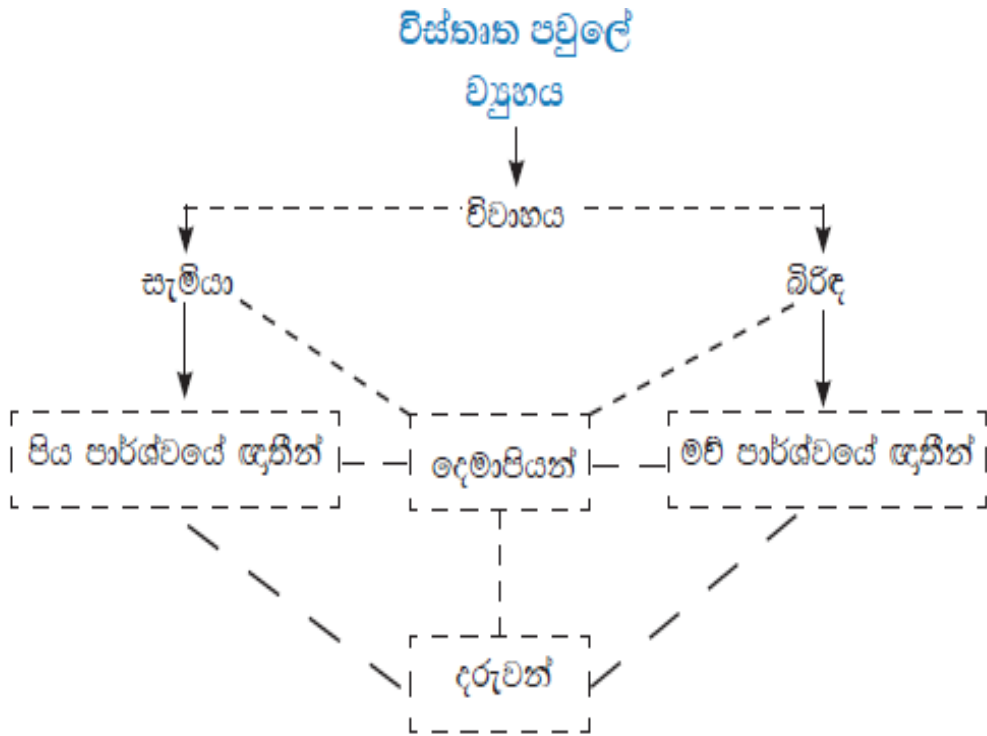 විස්තෘත පවුලේ
ව්‍යුහය
විවාහය
සැමියා
බිරිඳ
පිය පාර්ශ්වයේ ඥාතීන්
දෙමාපියන්
මව් පාර්ශ්වයේ ඥාතීන්
දරුවන්